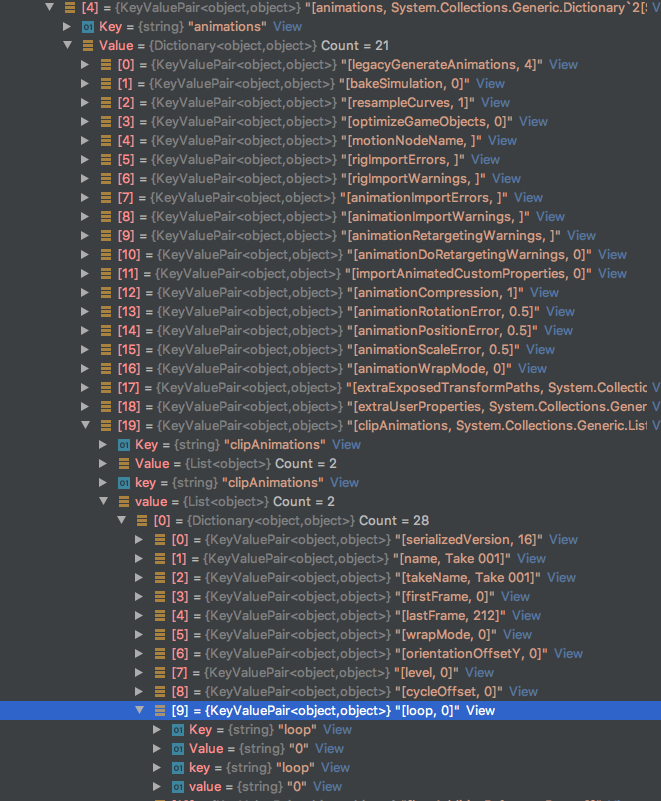 [4] = {KeyValuePair<object,object>} "[animations, System.Collections.Generic.Dictionary`2[S View
01 Key = {string} "animations" View
Value = {Dictionary<object,object>} Count = 21
[0] = {KeyValuePair<object,object>} "[legacyGenerateAnimations, 4]" View
[1] = {KeyValuePair<object,object>} "[bakeSimulation, 0]" View
[2] = {KeyValuePair<object,object>} "[resampleCurves, 1]" View
[3] = {KeyValuePair<object,object>} "[optimizeGameObjects, 0]" View
[4] = {KeyValuePair<object,object>} "[motionNodeName, ]" View
[5] = {KeyValuePair<object,object>} "[rigImportErrors, ]" View
[6] = {KeyValuePair<object,object>} "[rigImportWarnings, ]" View
[7] = {KeyValuePair<object,object>} "[animationImportErrors, ]" View
[8] = {KeyValuePair<object,object>} "[animationImportWarnings, ]" View
[9] = {KeyValuePair<object,object>} "[animationRetargetingWarnings, ]" View
[10] = {KeyValuePair<object,object>} "[animationDoRetargetingWarnings, 0]" View
[11] = {KeyValuePair<object,object>} "[importAnimatedCustomProperties, 0]" View
[12] = {KeyValuePair<object,object>} "[animationCompression, 1]" View
[13] = {KeyValuePair<object,object>} "[animationRotationError, 0.5]" View
[14] = {KeyValuePair<object,object>} "[animationPositionError, 0.5]" View
[15] = {KeyValuePair<object,object>} "[animationScaleError, 0.5]" View
[16] = {KeyValuePair<object,object>} "[animationWrapMode, 0]" View
[17] = {KeyValuePair<object,object>} "[extraExposedTransformPaths, System.Collectic V
[18] = {KeyValuePair<object,object>} "[extraUserProperties, System.Collections.Gener V
[19] = {KeyValuePair<object,object>} "[clipAnimations, System.Collections.Generic.List V
01 Key = {string} "clipAnimations" View
Value = {List<object>} Count = 2
01 key = {string} "clipAnimations" View
value = {List<object>} Count = 2
[0] = {Dictionary<object,object>} Count = 28
[0] = {KeyValuePair<object,object>} "[serializedVersion, 16]" View
[1] = {KeyValuePair<object,object>} "[name, Take 001]" View
[2] = {KeyValuePair<object,object>} "[takeName, Take 001]" View
[3] = {KeyValuePair<object,object>} "[firstFrame, 0]" View
[4] = {KeyValuePair<object,object>} "[lastFrame, 212]" View
[5] = {KeyValuePair<object,object>} "[wrapMode, 0]" View
[6] = {KeyValuePair<object,object>} "[orientationOffsetY, 0]" View
[7] = {KeyValuePair<object,object>} "[level, 0]" View
[8] = {KeyValuePair<object,object>} "[cycleOffset, 0]" View
[9] = {KeyValuePair<object,object>} "[loop, 0]" View
01 Key = {string} "loop" View
01 Value = {string} "0" View
01 key = {string} "loop" View
01 value = {string} "0" View